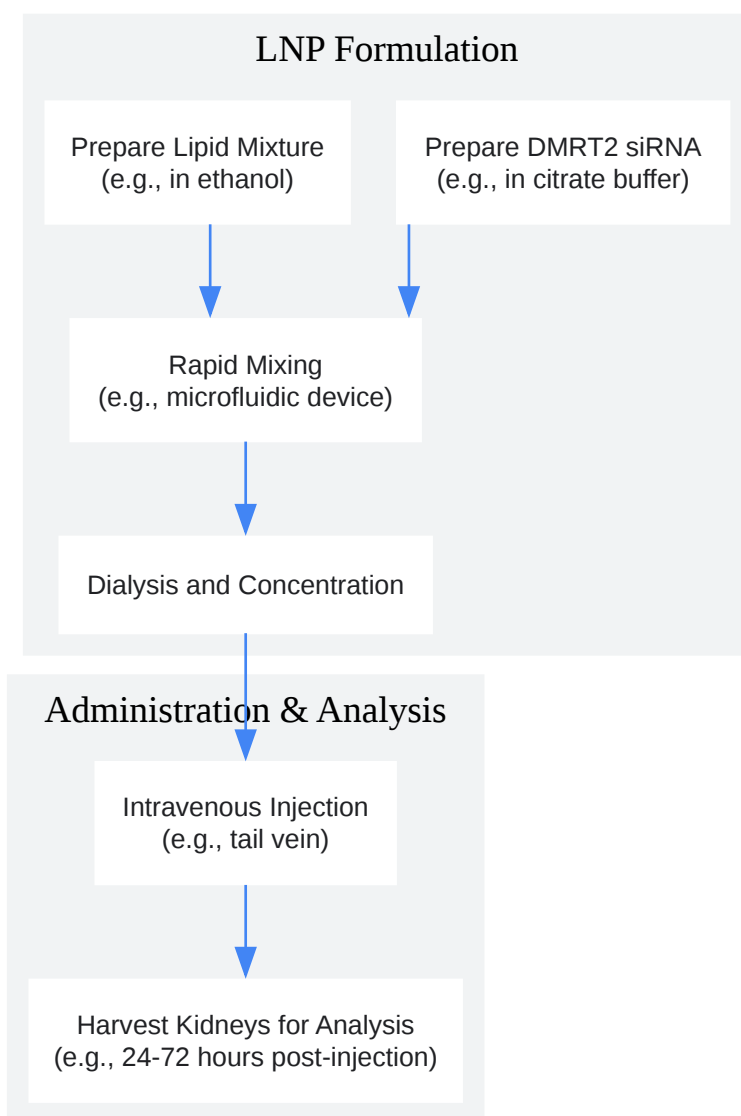 LNP Formulation
Prepare Lipid Mixture
(e.g., in ethanol)
Prepare DMRT2 siRNA
(e.g., in citrate buffer)
Rapid Mixing
(e.g., microfluidic device)
Dialysis and Concentration
Administration & Analysis
Intravenous Injection
(e.g., tail vein)
Harvest Kidneys for Analysis
(e.g., 24-72 hours post-injection)